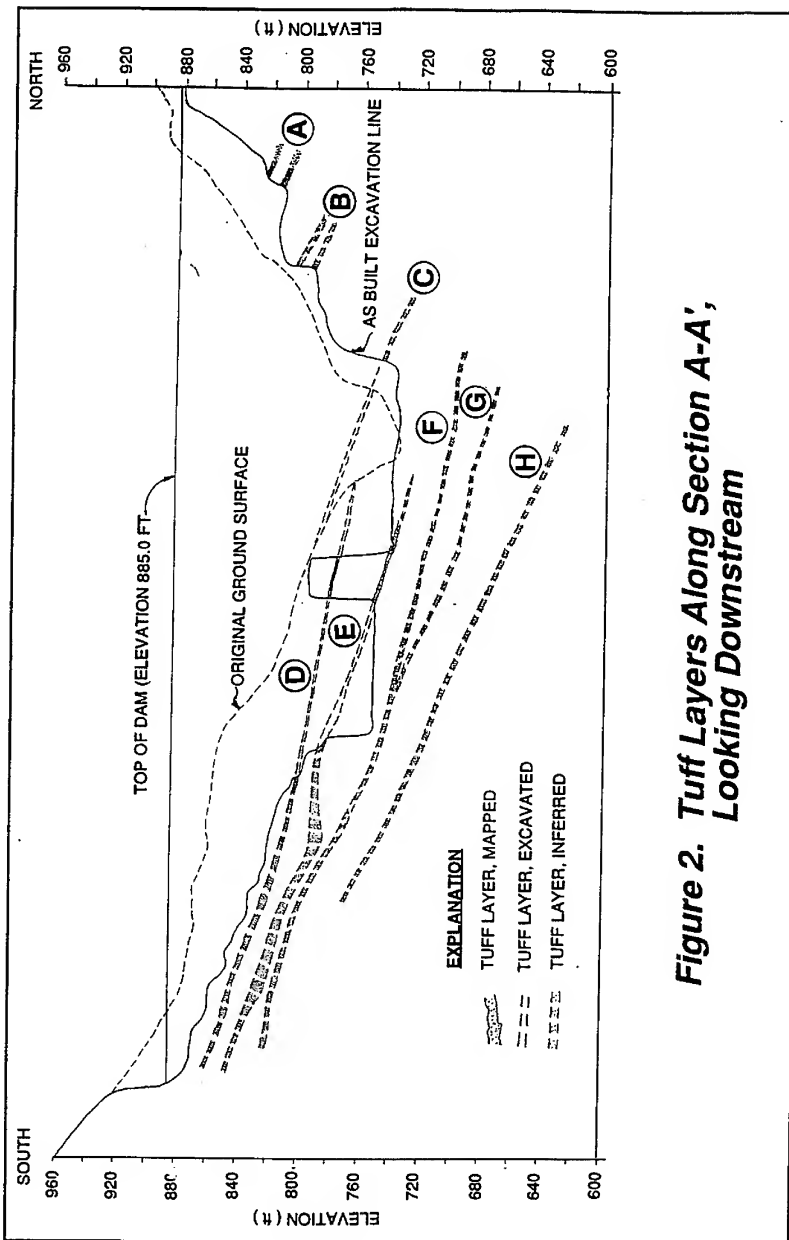 SOUTH
NORTH
960
920
880
840
800
760
720
680
640
600
ELEVATION (ft)
960
920
880
840
800
760
720
680
640
600
ELEVATION (ft)
TOP OF DAM (ELEVATION 885.0 FT)
ORIGINAL GROUND SURFACE
AS BUILT EXCAVATION LINE
A
B
C
D
E
F
G
H
EXPLANATION
TUFF LAYER, MAPPED
TUFF LAYER, EXCAVATED
TUFF LAYER, INFERRED
Figure 2. Tuff Layers Along Section A-A',
Looking Downstream